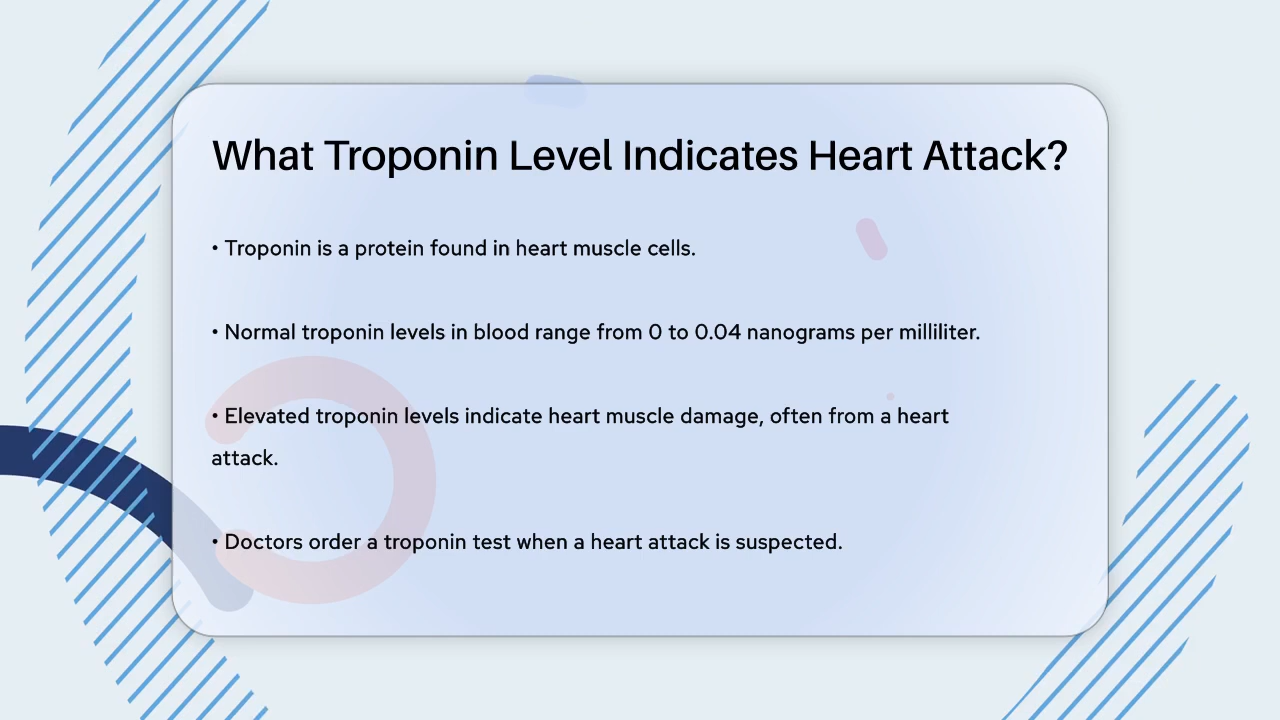 What Troponin Level Indicates Heart Attack?
• Troponin is a protein found in heart muscle cells.
• Normal troponin levels in blood range from 0 to 0.04 nanograms per milliliter.
• Elevated troponin levels indicate heart muscle damage, often from a heart
attack.
• Doctors order a troponin test when a heart attack is suspected.